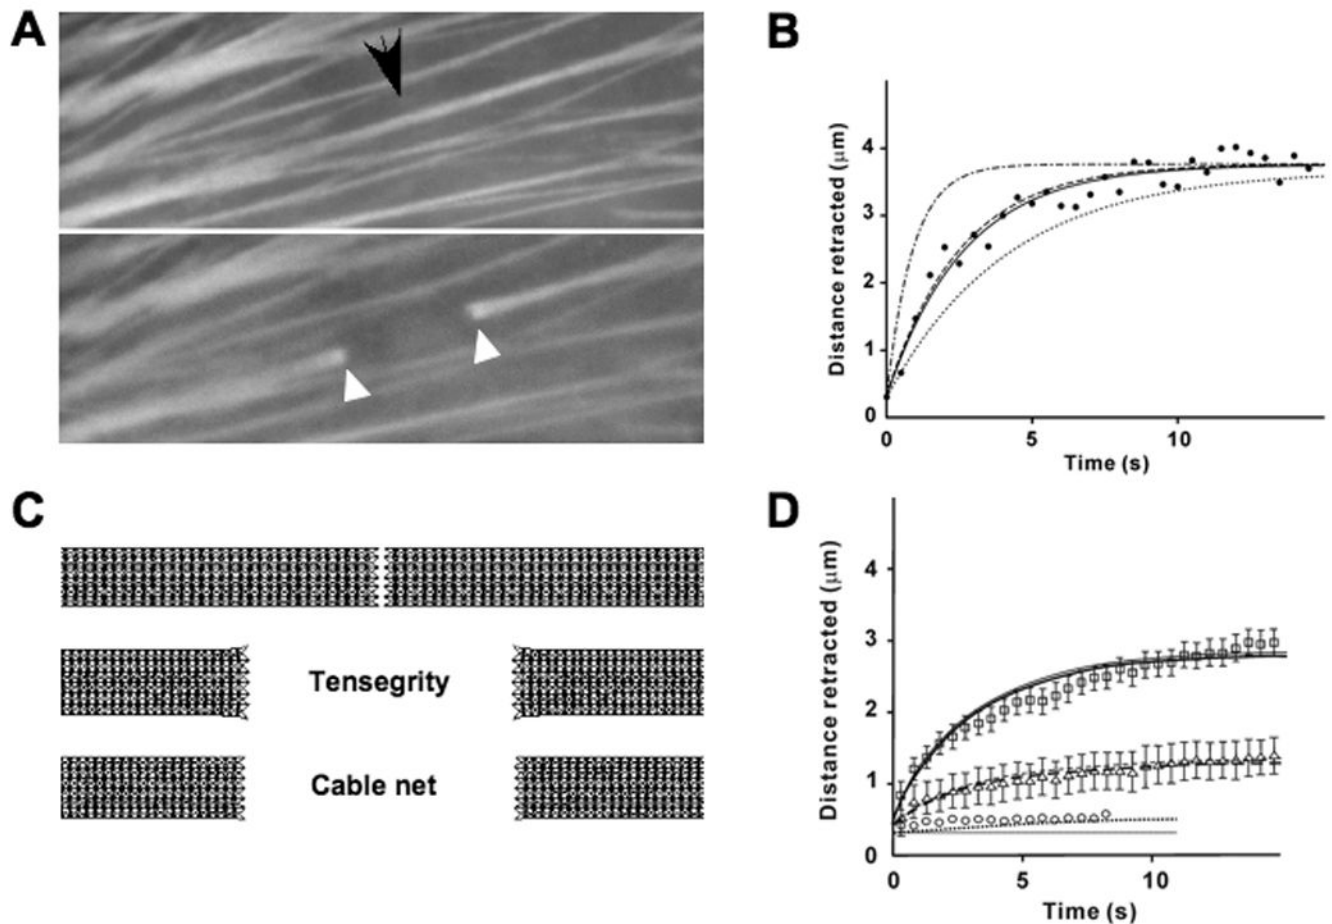 A
B
Distance retracted (μm)
4
3
2
1
0
0
5
10
Time (s)
C
Tensegrity
Cable net
D
Distance retracted (μm)
4
3
2
1
0
0
5
10
Time (s)